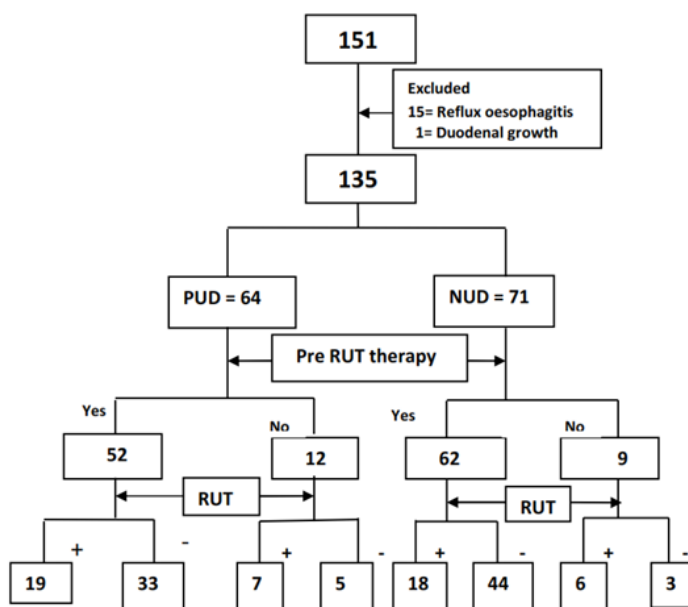 151
Excluded
15= Reflux oesophagitis
1= Duodenal growth
135
PUD = 64
NUD = 71
Pre RUT therapy
Yes
No
Yes
No
52
12
62
9
RUT
RUT
+
-
+
-
+
-
+
-
19
33
7
5
18
44
6
3